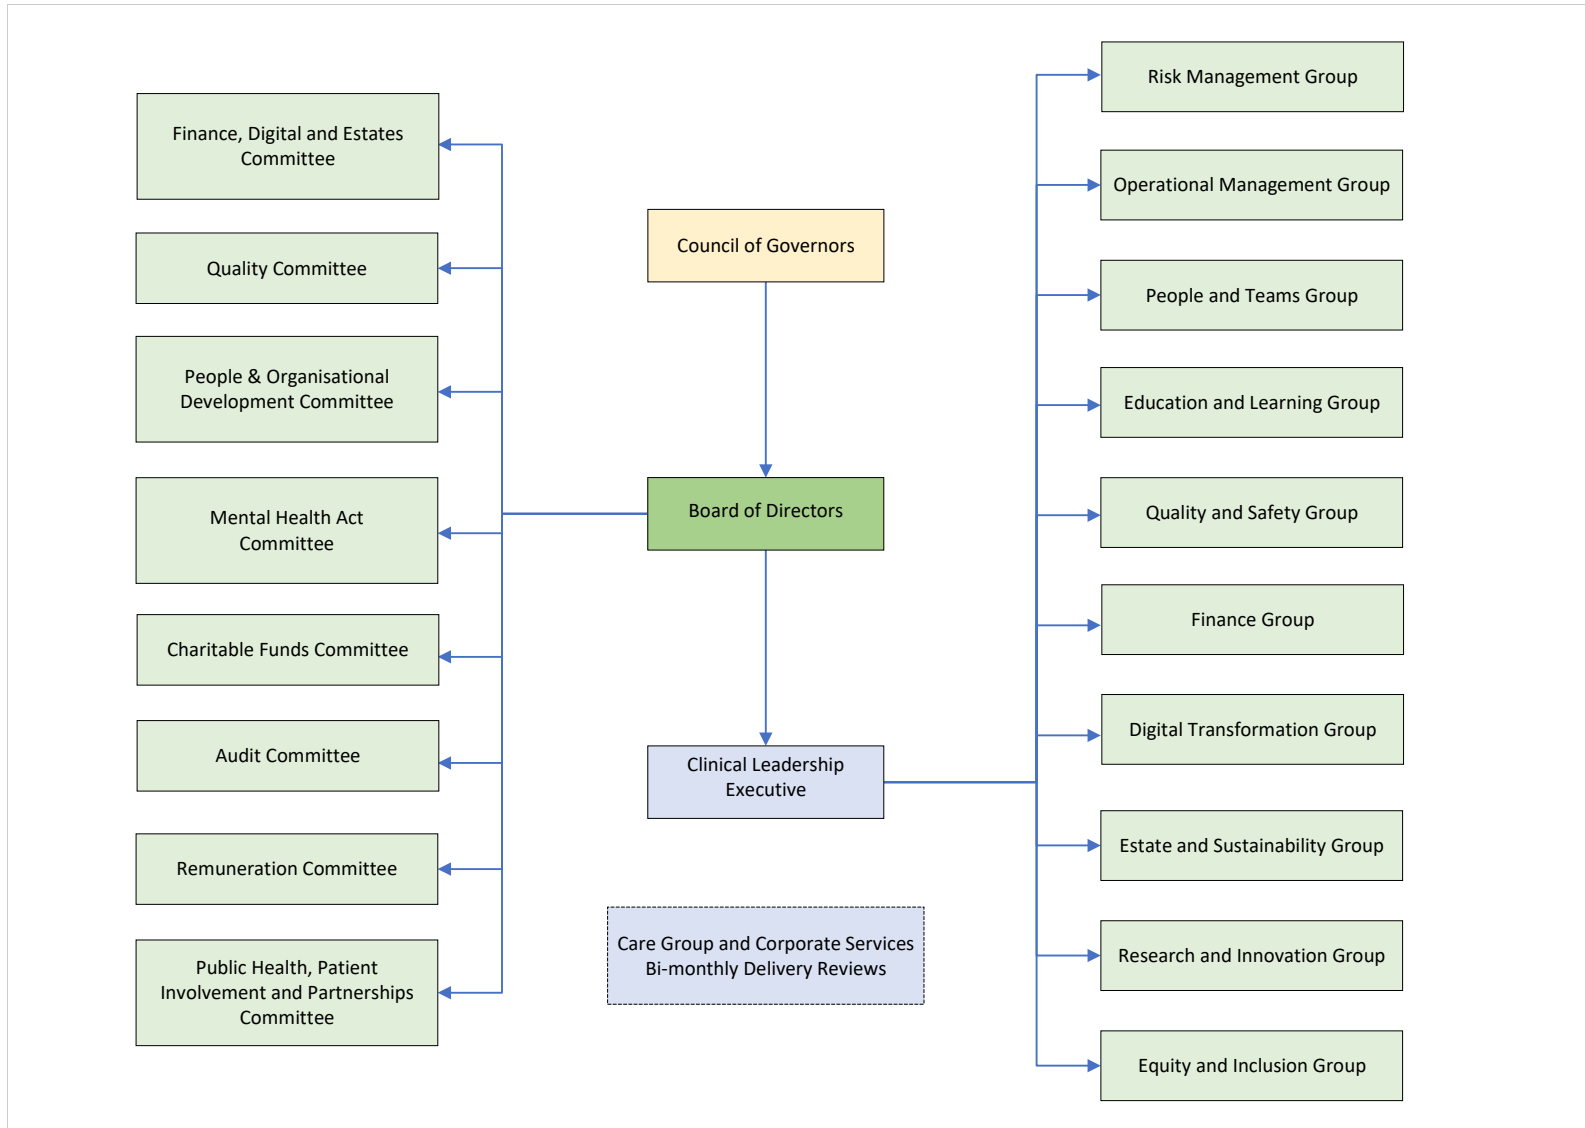 Finance, Digital and Estates
Committee
Quality Committee
People & Organisational
Development Committee
Mental Health Act
Committee
Charitable Funds Committee
Audit Committee
Remuneration Committee
Public Health, Patient
Involvement and Partnerships
Committee
Council of Governors
Board of Directors
Clinical Leadership
Executive
Care Group and Corporate Services
Bi-monthly Delivery Reviews
Risk Management Group
Operational Management Group
People and Teams Group
Education and Learning Group
Quality and Safety Group
Finance Group
Digital Transformation Group
Estate and Sustainability Group
Research and Innovation Group
Equity and Inclusion Group